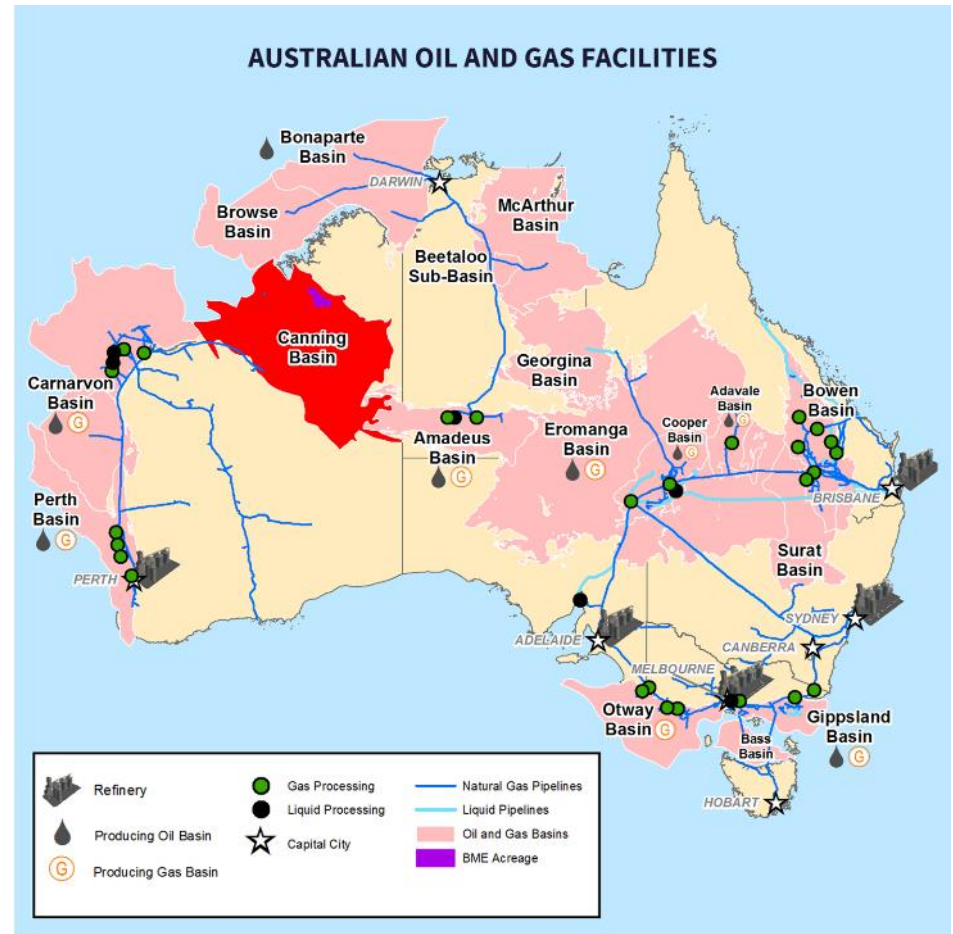 AUSTRALIAN OIL AND GAS FACILITIES
Bonaparte
Basin
DARWIN
Browse
Basin
McArthur
Basin
Beetaloo
Sub-Basin
Canning
Basin
Georgina
Basin
Carnarvon
Basin
G
Amadeus
Basin
G
Eromanga
Basin
G
Cooper
Basin
G
Adavale
Basin
G
Bowen
Basin
BRISBANE
Perth
Basin
G
PERTH
Surat
Basin
SYDNEY
ADELAIDE
CANBERRA
MELBOURNE
Otway
Basin
G
Bass
Basin
Gippsland
Basin
G
HOBART
Refinery
Producing Oil Basin
G
Producing Gas Basin
Gas Processing
Liquid Processing
Capital City
Natural Gas Pipelines
Liquid Pipelines
Oil and Gas Basins
BME Acreage